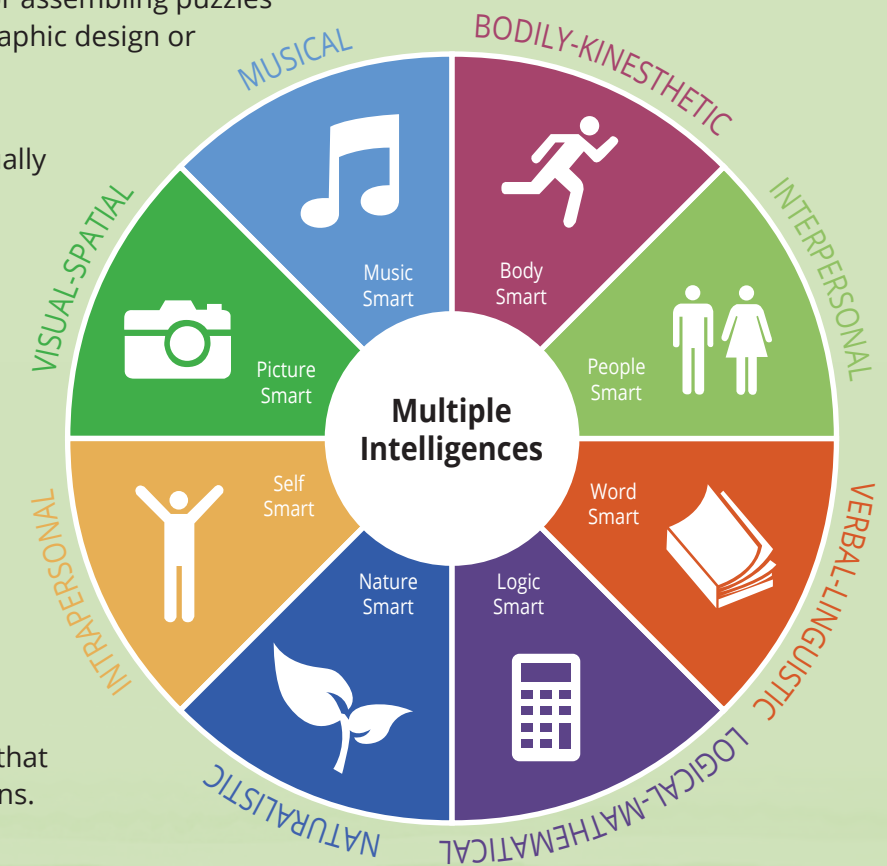 or assembling puzzles
aphic design or
ally
that
ns.
MUSICAL
BODILY-KINESTHETIC
INTERPERSONAL
VERBAL-LINGUISTIC
LOGICAL-MATHEMATICAL
NATURALISTIC
INTRAPERSONAL
VISUAL-SPATIAL
Music
Smart
Body
Smart
People
Smart
Word
Smart
Logic
Smart
Nature
Smart
Self
Smart
Picture
Smart
Multiple
Intelligences